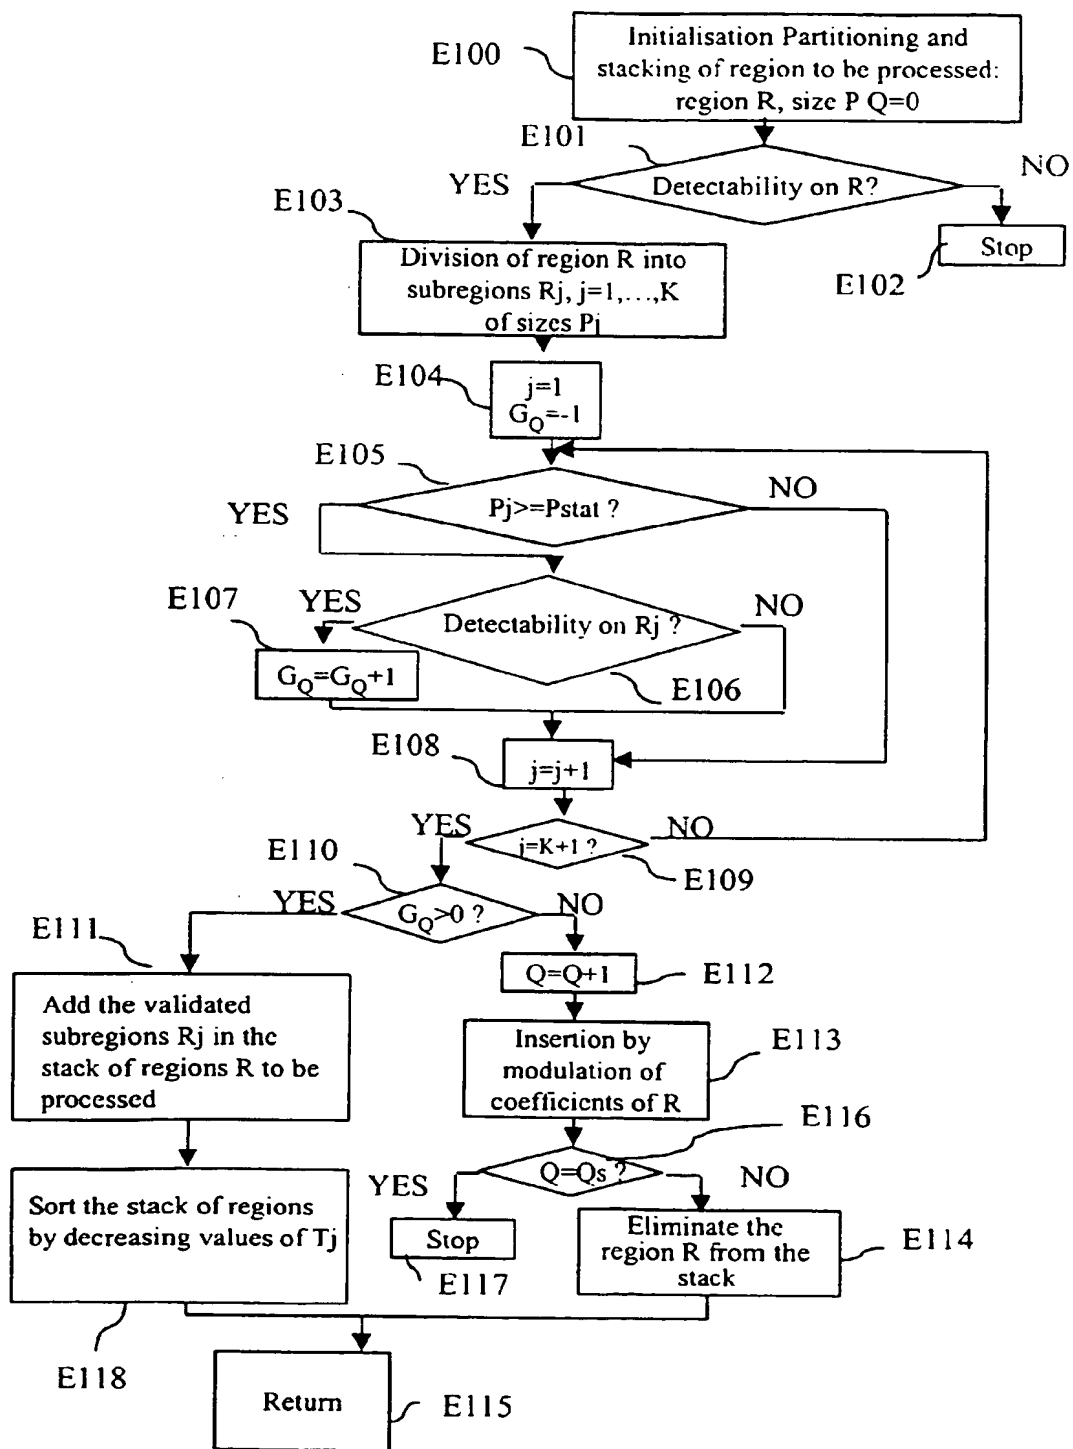 E100
Initialisation Partitioning and
stacking of region to be processed:
region R, size P Q=0
E101
Detectability on R?
YES
NO
E103
Stop
E102
Division of region R into
subregions Rj, j=1,...,K
of sizes Pj
E104
j=1
GQ=-1
E105
Pj>=Pstat ?
YES
NO
E107
YES
Detectability on Rj ?
NO
GQ=GQ+1
E106
E108
j=j+1
YES
j=K+1 ?
NO
E109
E110
YES
GQ>0 ?
NO
E111
Q=Q+1
E112
Add the validated
subregions Rj in the
stack of regions R to be
processed
Insertion by
modulation of
coefficients of R
E113
E116
Q=Qs ?
YES
NO
Sort the stack of regions
by decreasing values of Tj
Stop
E117
Eliminate the
region R from the
stack
E114
E118
Return
E115